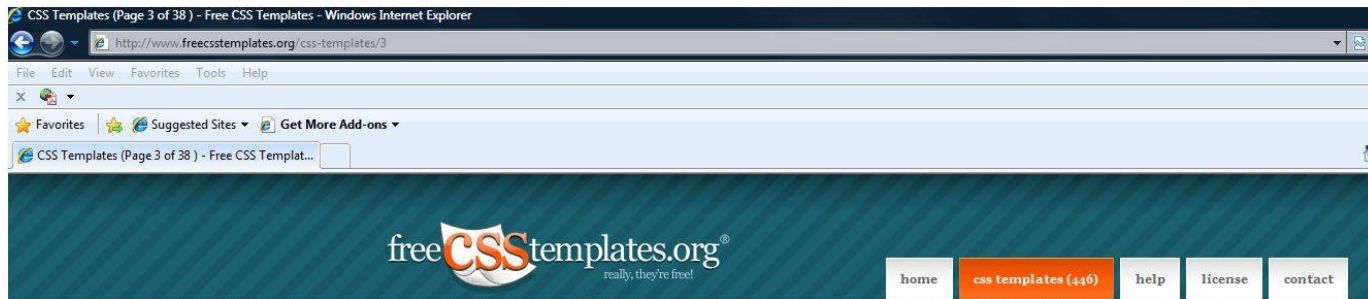 CSS Templates (Page 3 of 38 ) - Free CSS Templates - Windows Internet Explorer
http://www.freecsstemplates.org/css-templates/3
File Edit View Favorites Tools Help
x
Favorites Suggested Sites Get More Add-ons
CSS Templates (Page 3 of 38 ) - Free CSS Templat...
freeCSStemplates.org®
really, they're free!
home css templates (446) help license contact